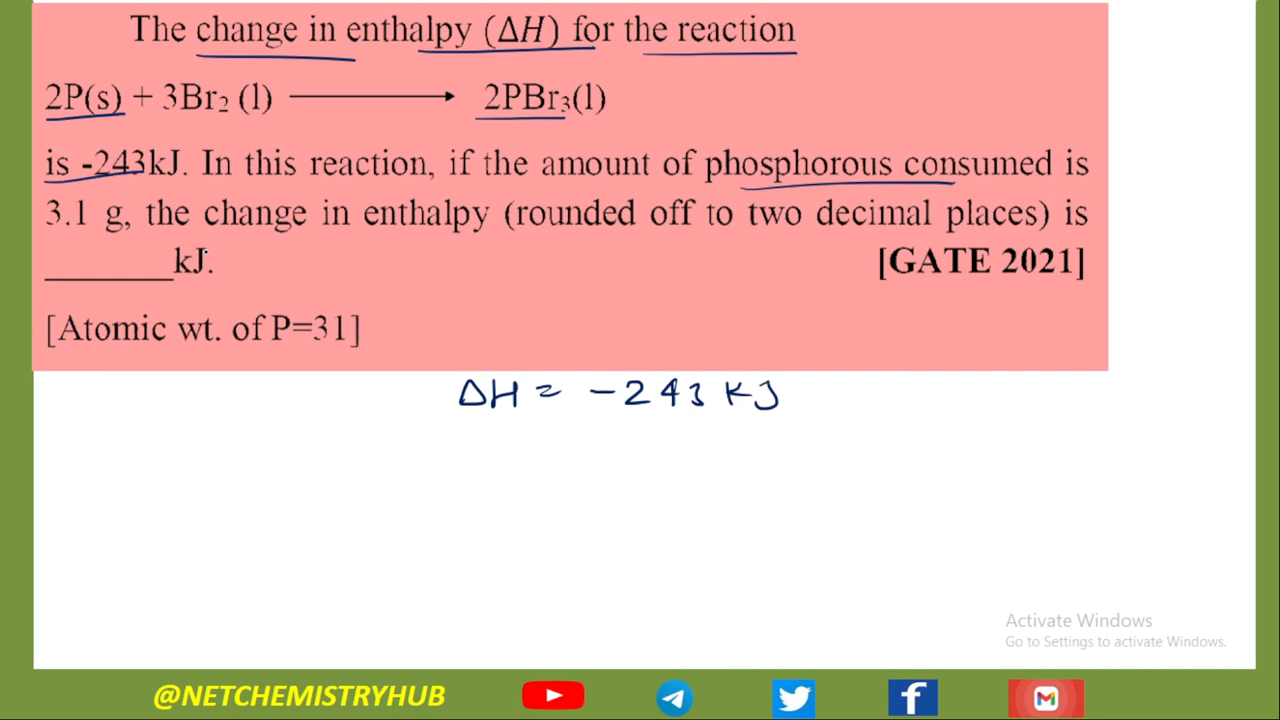 The change in enthalpy (ΔH) for the reaction
2P(s) + 3Br₂ (l) ⟶ 2PBr₃(l)
is -243kJ. In this reaction, if the amount of phosphorous consumed is
3.1 g, the change in enthalpy (rounded off to two decimal places) is
_______kJ. [GATE 2021]
[Atomic wt. of P=31]
ΔH = -243 KJ
Activate Windows
Go to Settings to activate Windows.
@NETCHEMISTRYHUB